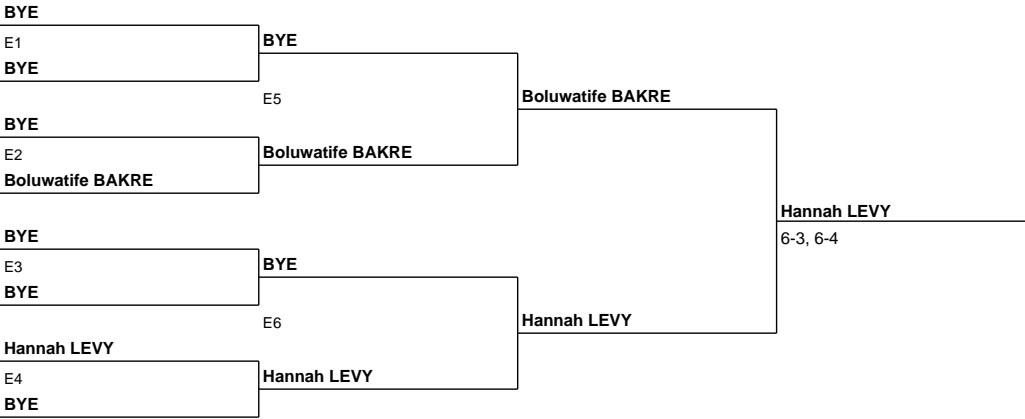 BYE
E1
BYE
BYE
E5
BYE
E2
Boluwatife BAKRE
Boluwatife BAKRE
Boluwatife BAKRE
BYE
E3
BYE
BYE
E6
Hannah LEVY
E4
BYE
Hannah LEVY
Hannah LEVY
Hannah LEVY
6-3, 6-4